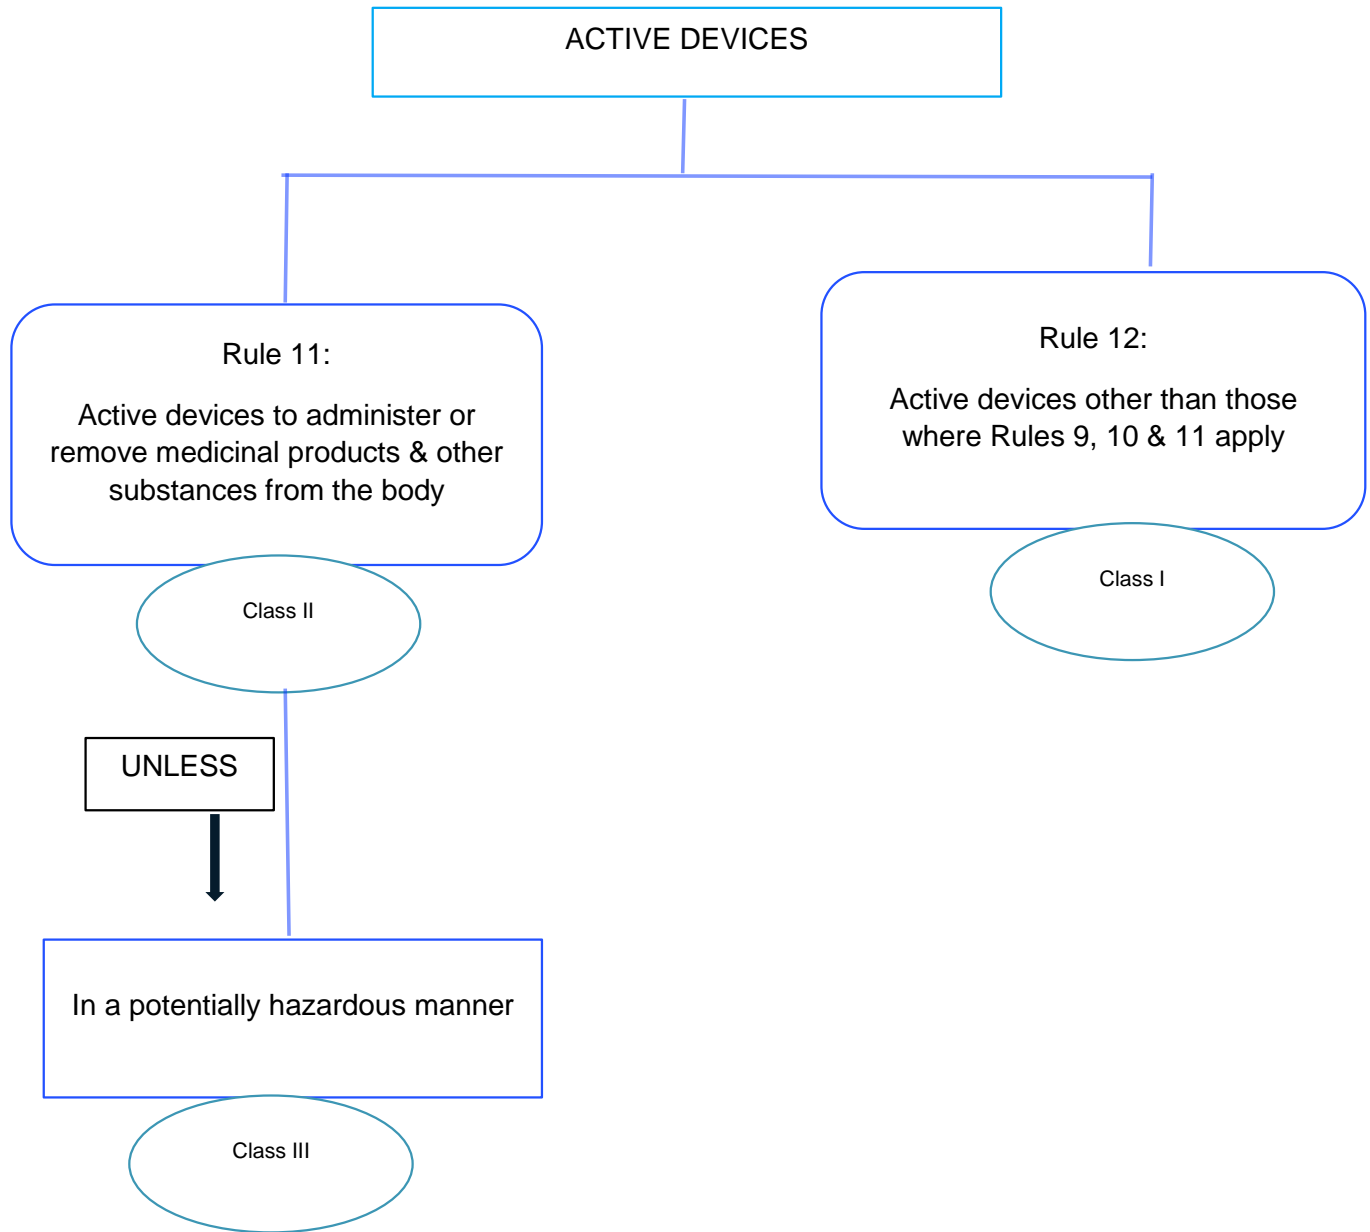 ACTIVE DEVICES
Rule 11:
Active devices to administer or
remove medicinal products & other
substances from the body
Class II
Rule 12:
Active devices other than those
where Rules 9, 10 & 11 apply
Class I
UNLESS
In a potentially hazardous manner
Class III